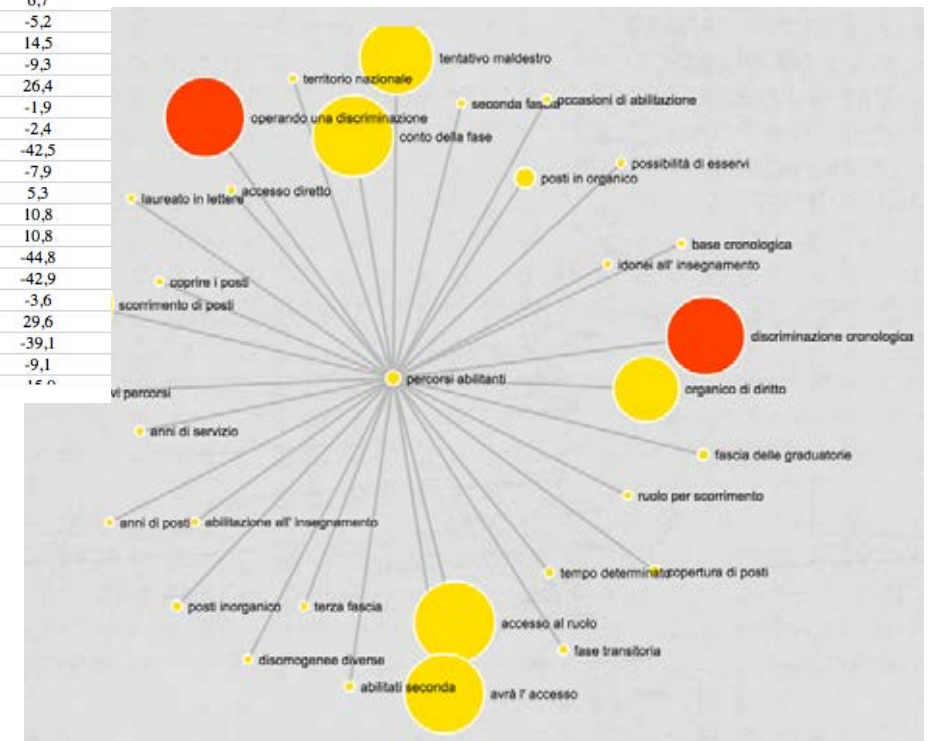 -5,2
14,5
-9,3
26,4
-1,9
-2,4
-42,5
-7,9
5,3
10,8
10,8
-44,8
-42,9
-3,6
29,6
-39,1
-9,1
tentativo maldestro
territorio nazionale
seconda fascia
occasioni di abilitazione
operando una discriminazione
conto della fase
possibilità di esservi
posti in organico
accesso diretto
laureato in lettere
base cronologica
idonei all' insegnamento
coprire i posti
scorrimento di posti
discriminazione cronologica
percorsi abilitanti
organico di diritto
vi percorsi
anni di servizio
fascia delle graduatorie
ruolo per scorrimento
anni di posti
abilitazione all' insegnamento
tempo determinato
copertura di posti
posti inorganico
terza fascia
accesso al ruolo
fase transitoria
disomogenee diverse
abilitati seconda
avrà l' accesso